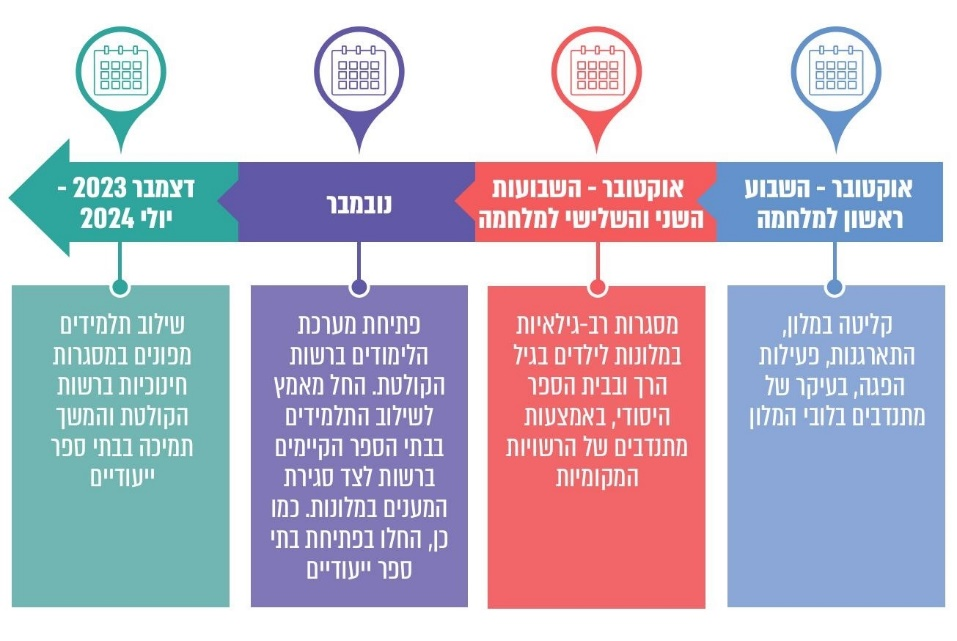 אוקטובר - השבוע
ראשון למלחמה
אוקטובר - השבועות
השני והשלישי למלחמה
נובמבר
דצמבר 2023 -
יולי 2024
קליטה במלון,
התארגנות, פעילות
הפגה, בעיקר של
מתנדבים בלובי המלון
מסגרות רב-גילאיות
במלונות לילדים בגיל
הרך ובבית הספר
היסודי, באמצעות
מתנדבים של הרשויות
המקומיות
פתיחת מערכת
הלימודים ברשות
הקולטת. החל מאמץ
לשילוב התלמידים
בבתי הספר הקיימים
ברשות לצד סגירת
המענים במלונות. כמו
כן, החלו בפתיחת בתי
ספר ייעודיים
שילוב תלמידים
מפונים במסגרות
חינוכיות ברשות
הקולטת והמשך
תמיכה בבתי ספר
ייעודיים